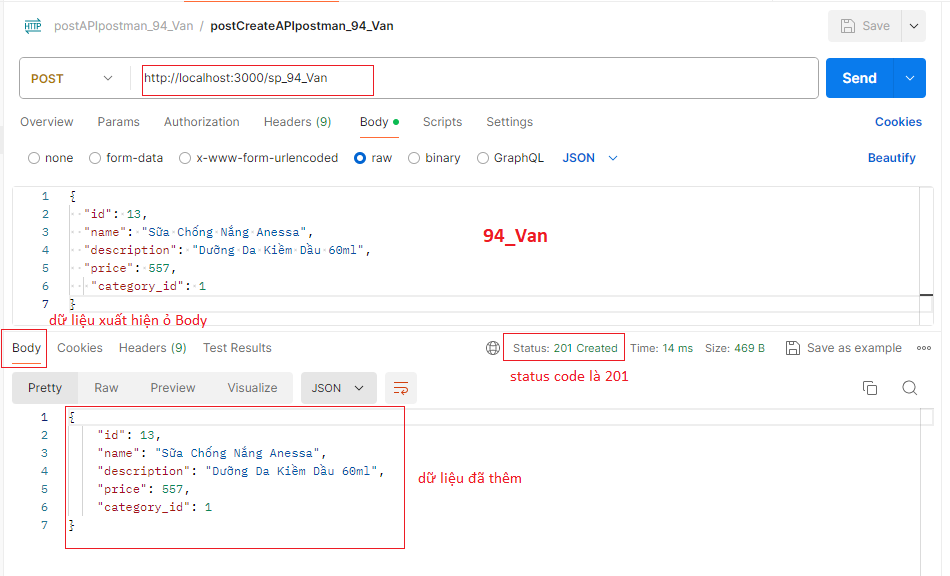 HTTP postAPIpostman_94_Van / postCreateAPIpostman_94_Van Save
POST http://localhost:3000/sp_94_Van Send
Overview Params Authorization Headers (9) Body Scripts Settings Cookies
none form-data x-www-form-urlencoded raw binary GraphQL JSON Beautify
1 {
2 "id": 13,
3 "name": "Sữa Chống Nắng Anessa",
4 "description": "Dưỡng Da Kiềm Dầu 60ml",
5 "price": 557,
6 "category_id": 1
7 }
94_Van
dữ liệu xuất hiện ỏ Body
Body Cookies Headers (9) Test Results Status: 201 Created Time: 14 ms Size: 469 B Save as example
status code là 201
Pretty Raw Preview Visualize JSON
1 {
2 "id": 13,
3 "name": "Sữa Chống Nắng Anessa",
4 "description": "Dưỡng Da Kiềm Dầu 60ml",
5 "price": 557,
6 "category_id": 1
7 }
dữ liệu đã thêm